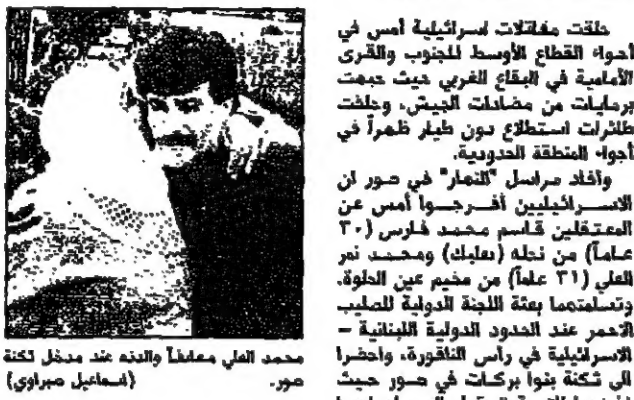 حلقت مقاتلات اسرائيلية أمس في
أجواء القطاع الأوسط للجنوب والقرى
الأمامية في البقاع الغربي حيث جبهت
برمايات من مضادات الجيش، وحلقت
طائرات استطلاع بدون طيار ظهراً في
أجواء المنطقة الحدودية.
وأفاد مراسل "النهار" في صور ان
الاسرائيليين أفرجوا أمس عن
المعتقلين قاسم محمد فارس (٣٠
عاماً) من نحله (بعلبك) ومحمد نمر
العلي (٣١ عاماً) من مخيم عين الحلوة.
وتسلمتهما بعثة اللجنة الدولية للصليب
الاحمر عند الحدود الدولية اللبنانية –
الاسرائيلية في رأس الناقورة، واحضرا
الى ثكنة بنوا بركات في صور حيث
محمد العلي معانقاً والدته عند مدخل ثكنة
صور. (اسماعيل صبراوي)